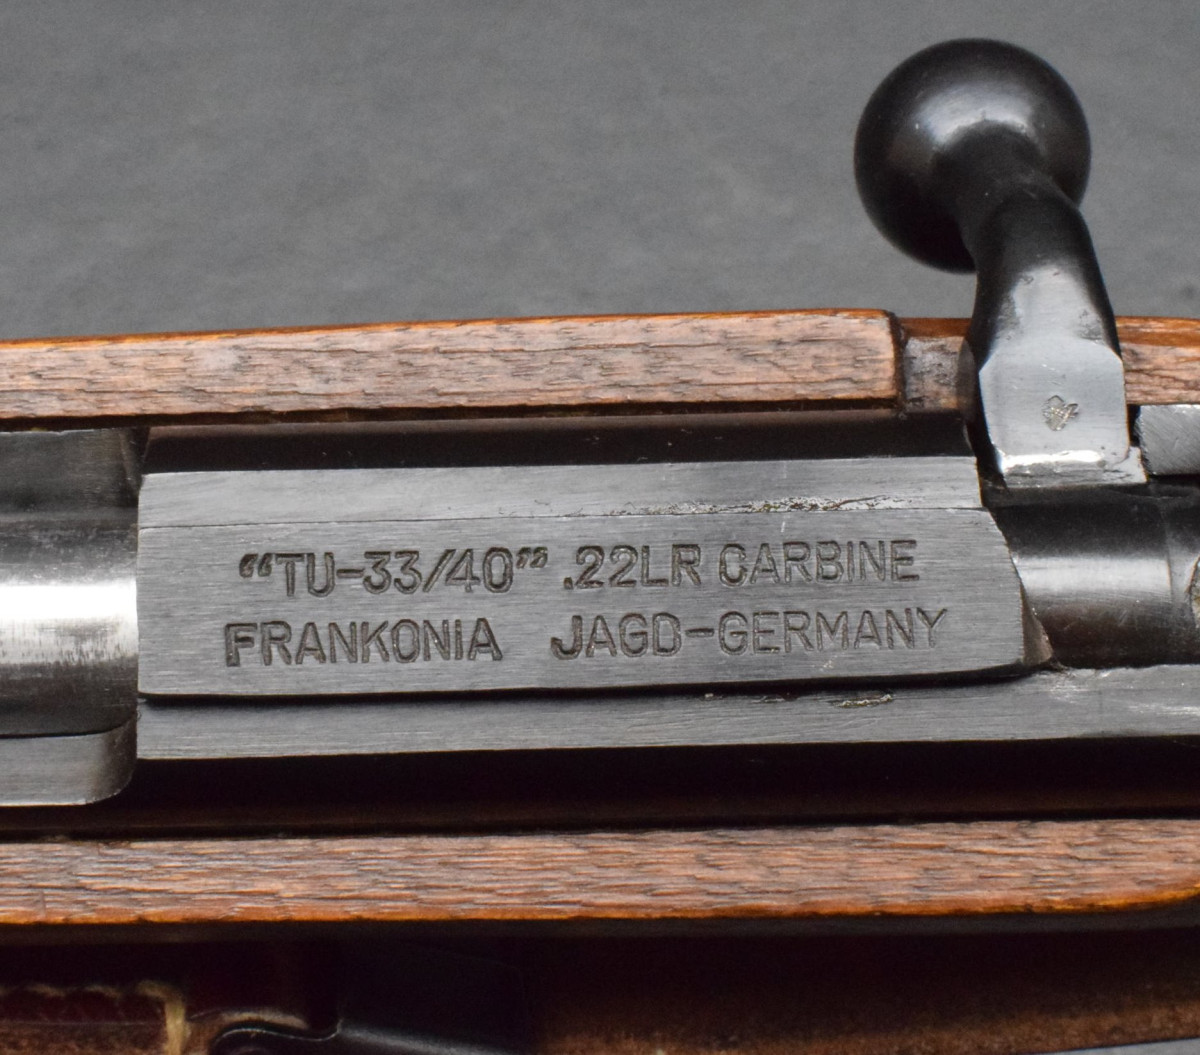 “TU-33/40” .22LR CARBINE
FRANKONIA JAGD-GERMANY